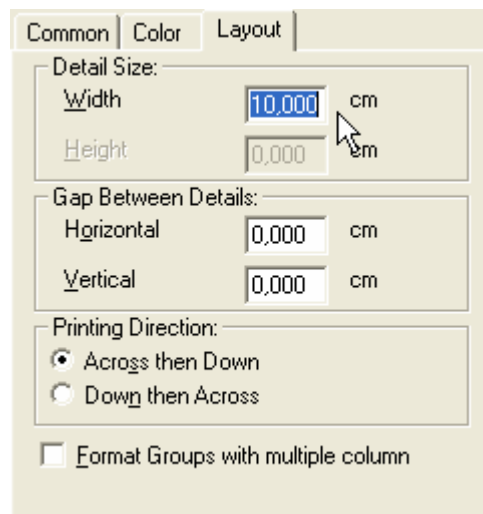 Common Color Layout
Detail Size:
Width 10,000 cm
Height 0,000 cm
Gap Between Details:
Horizontal 0,000 cm
Vertical 0,000 cm
Printing Direction:
Across then Down
Down then Across
Format Groups with multiple column